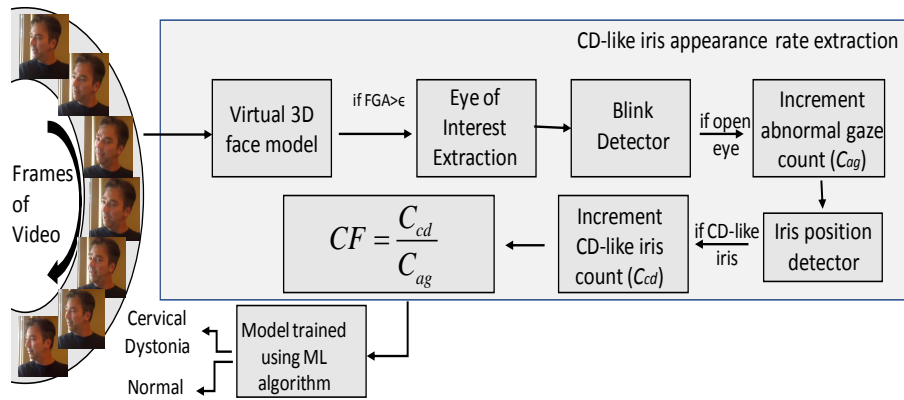 CD-like iris appearance rate extraction
Frames
of
Video
Virtual 3D
face model
if FGA>ϵ
Eye of
Interest
Extraction
Blink
Detector
if open
eye
Increment
abnormal gaze
count (Cag)
Iris position
detector
if CD-like
iris
Increment
CD-like iris
count (Ccd)
CF = Ccd / Cag
Model trained
using ML
algorithm
Cervical
Dystonia
Normal